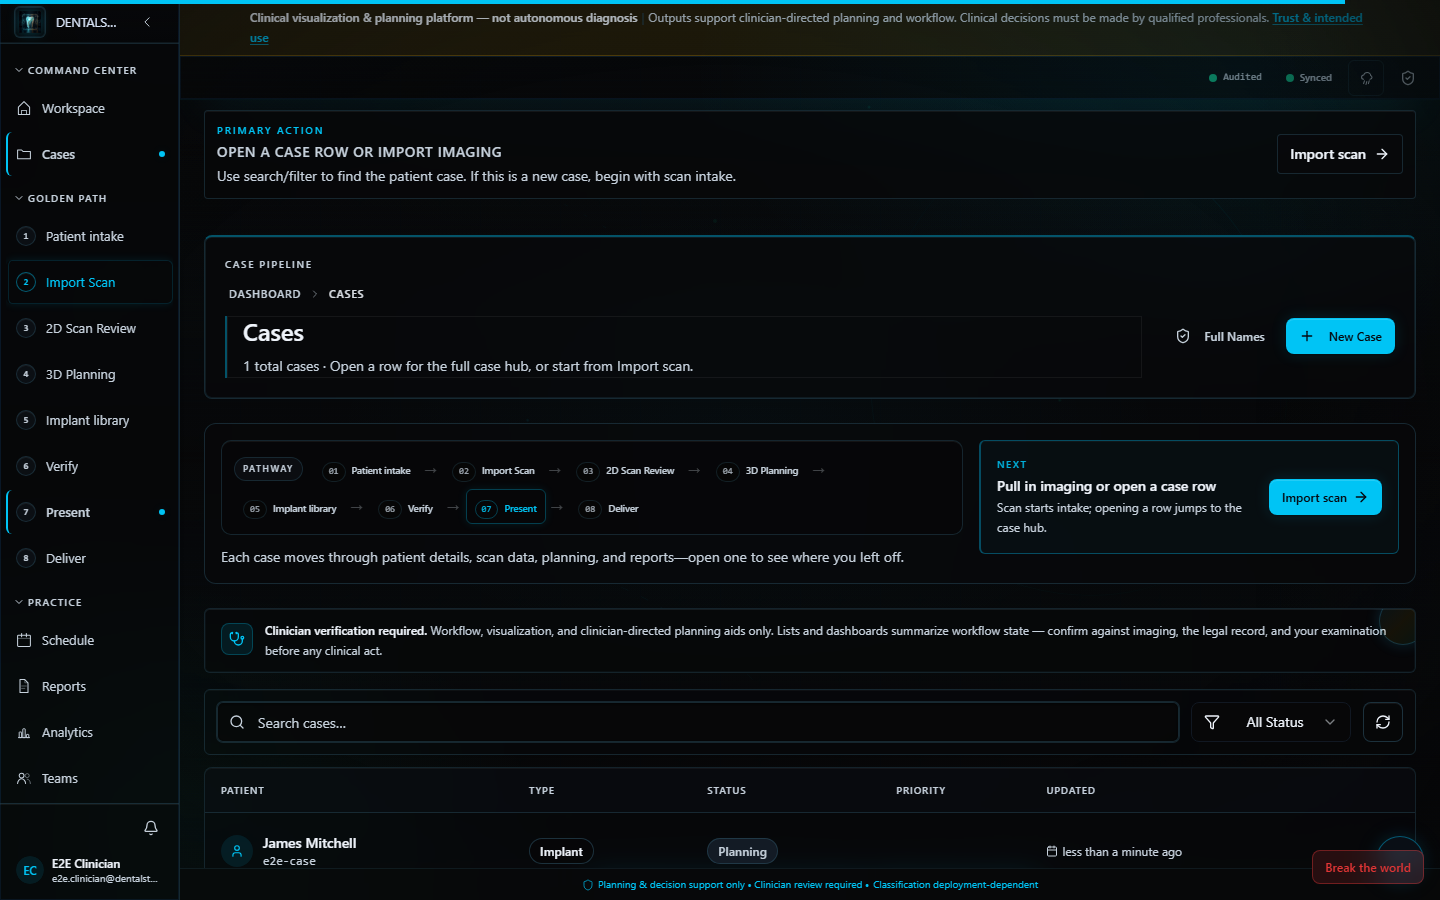 DENTALS...
COMMAND CENTER
Workspace
Cases
GOLDEN PATH
1 Patient intake
2 Import Scan
3 2D Scan Review
4 3D Planning
5 Implant library
6 Verify
7 Present
8 Deliver
PRACTICE
Schedule
Reports
Analytics
Teams
EC E2E Clinician
e2e.clinician@dentalst...
Clinical visualization & planning platform — not autonomous diagnosis Outputs support clinician-directed planning and workflow. Clinical decisions must be made by qualified professionals. Trust & intended
use
Audited Synced
PRIMARY ACTION
OPEN A CASE ROW OR IMPORT IMAGING
Use search/filter to find the patient case. If this is a new case, begin with scan intake.
Import scan
CASE PIPELINE
DASHBOARD CASES
Cases
1 total cases · Open a row for the full case hub, or start from Import scan.
Full Names
New Case
PATHWAY 01 Patient intake → 02 Import Scan → 03 2D Scan Review → 04 3D Planning →
05 Implant library → 06 Verify → 07 Present → 08 Deliver
Each case moves through patient details, scan data, planning, and reports—open one to see where you left off.
NEXT
Pull in imaging or open a case row
Scan starts intake; opening a row jumps to the
case hub.
Import scan
Clinician verification required. Workflow, visualization, and clinician-directed planning aids only. Lists and dashboards summarize workflow state — confirm against imaging, the legal record, and your examination
before any clinical act.
Search cases...
All Status
PATIENT TYPE STATUS PRIORITY UPDATED
James Mitchell Implant Planning less than a minute ago
e2e-case
Break the world
Planning & decision support only • Clinician review required • Classification deployment-dependent